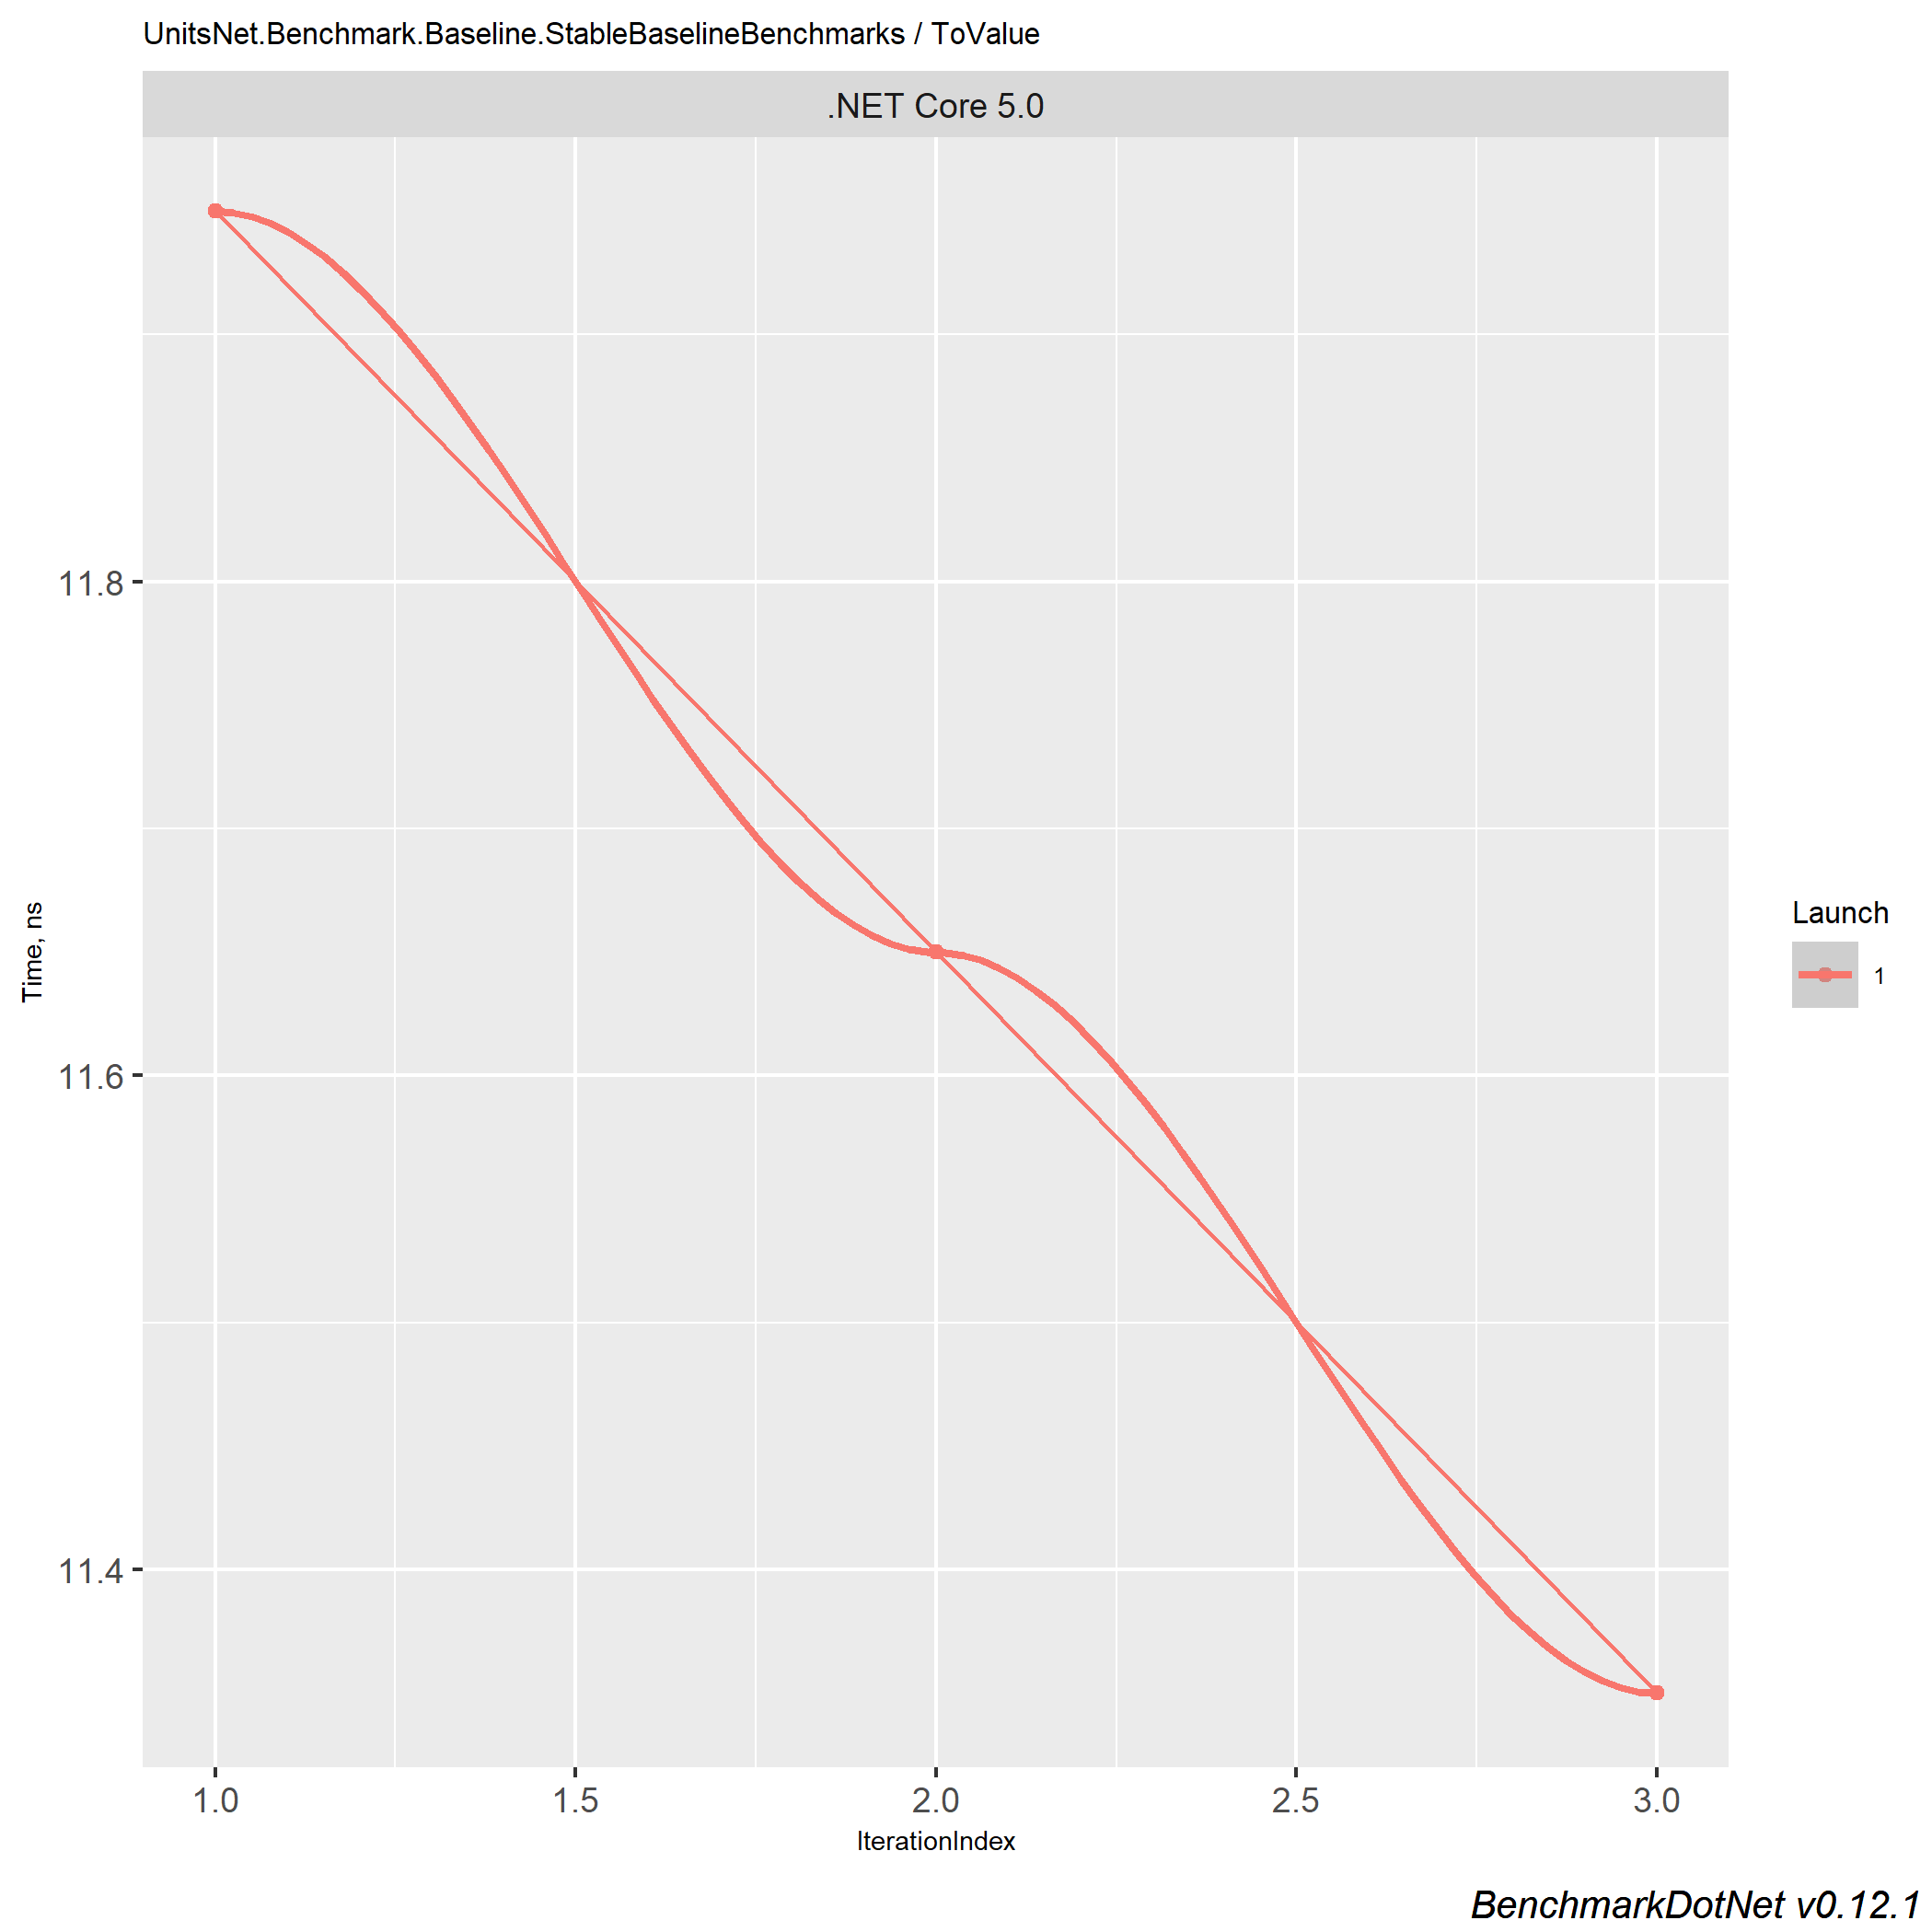 UnitsNet.Benchmark.Baseline.StableBaselineBenchmarks / ToValue
.NET Core 5.0
11.8
11.6
11.4
Time, ns
1.0 1.5 2.0 2.5 3.0
IterationIndex
Launch
1
BenchmarkDotNet v0.12.1